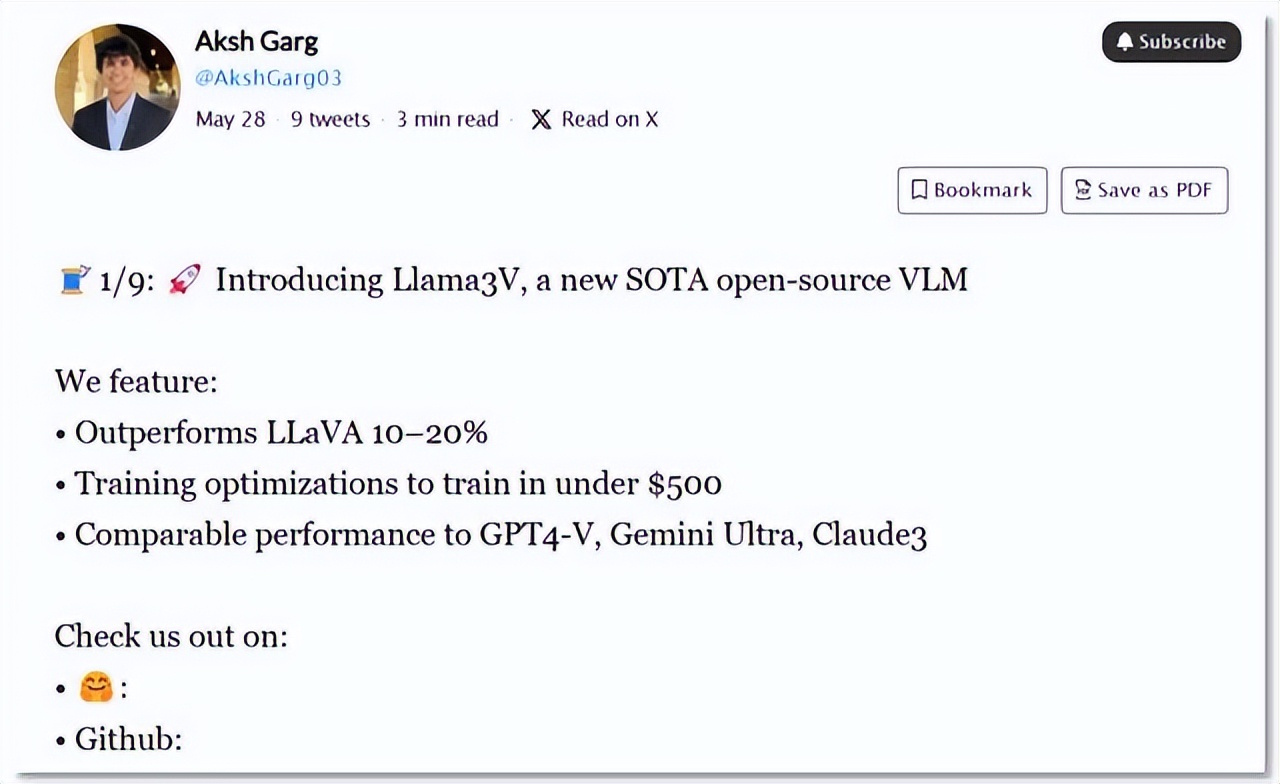 Aksh Garg
Subscribe
@AkshGarg03
May 28 · 9 tweets · 3 min read · X Read on X
Bookmark
Save as PDF
🧵 1/9: 🚀 Introducing Llama3V, a new SOTA open-source VLM
We feature:
• Outperforms LLaVA 10–20%
• Training optimizations to train in under $500
• Comparable performance to GPT4-V, Gemini Ultra, Claude3
Check us out on:
• 🤗:
• Github: